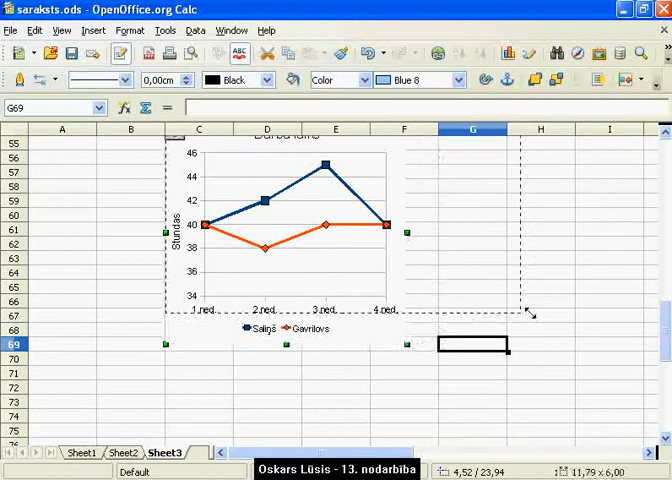 saraksts.ods - OpenOffice.org Calc
File Edit View Insert Format Tools Data Window Help
0,00cm Black Color Blue 8
G69
A B C D E F G H I
55
56
57
58
59
60
61
62
63
64
65
66
67
68
69
70
71
72
73
74
75
76
46
44
42
40
38
36
34
Stundas
1.ned. 2.ned. 3.ned. 4.ned.
Saliņš Gavrilovs
Sheet1 Sheet2 Sheet3
Default 4,52 / 23,94 11,79 x 6,00
Oskars Lūsis - 13. nodarbība